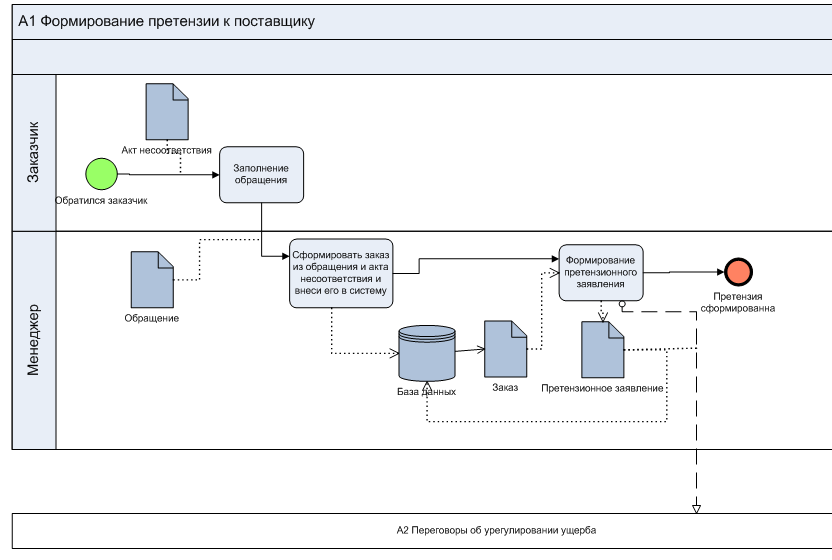 А1 Формирование претензии к поставщику
Заказчик
Акт несоответствия
Обратился заказчик
Заполнение
обращения
Менеджер
Обращение
Сформировать заказ
из обращения и акта
несоответствия и
внеси его в систему
База данных
Заказ
Формирование
претензионного
заявления
Претензионное заявление
Претензия
сформированна
А2 Переговоры об урегулировании ущерба